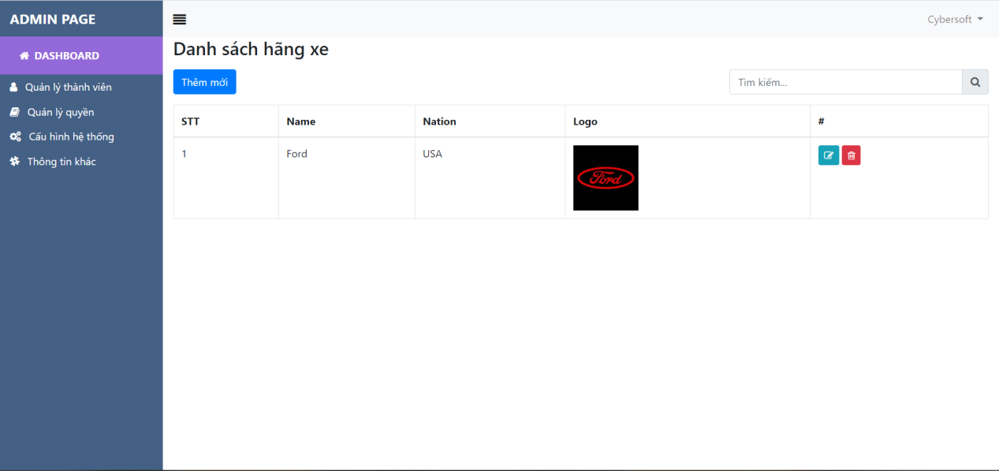 ADMIN PAGE
Cybersoft
DASHBOARD
Quản lý thành viên
Quản lý quyền
Cấu hình hệ thống
Thông tin khác
Danh sách hãng xe
Thêm mới
Tìm kiếm...
STT Name Nation Logo #
1 Ford USA
Ford